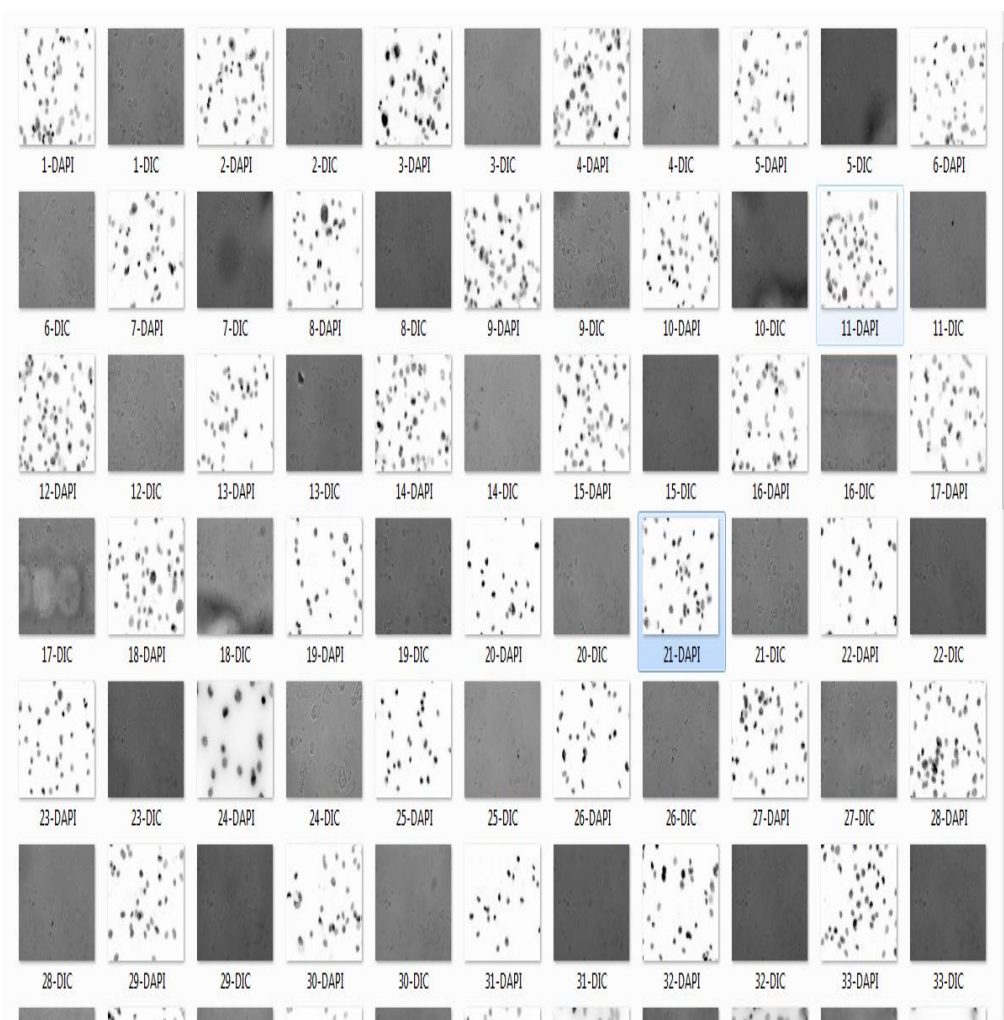 1-DAPI 1-DIC 2-DAPI 2-DIC 3-DAPI 3-DIC 4-DAPI 4-DIC 5-DAPI 5-DIC 6-DAPI
6-DIC 7-DAPI 7-DIC 8-DAPI 8-DIC 9-DAPI 9-DIC 10-DAPI 10-DIC 11-DAPI 11-DIC
12-DAPI 12-DIC 13-DAPI 13-DIC 14-DAPI 14-DIC 15-DAPI 15-DIC 16-DAPI 16-DIC 17-DAPI
17-DIC 18-DAPI 18-DIC 19-DAPI 19-DIC 20-DAPI 20-DIC 21-DAPI 21-DIC 22-DAPI 22-DIC
23-DAPI 23-DIC 24-DAPI 24-DIC 25-DAPI 25-DIC 26-DAPI 26-DIC 27-DAPI 27-DIC 28-DAPI
28-DIC 29-DAPI 29-DIC 30-DAPI 30-DIC 31-DAPI 31-DIC 32-DAPI 32-DIC 33-DAPI 33-DIC